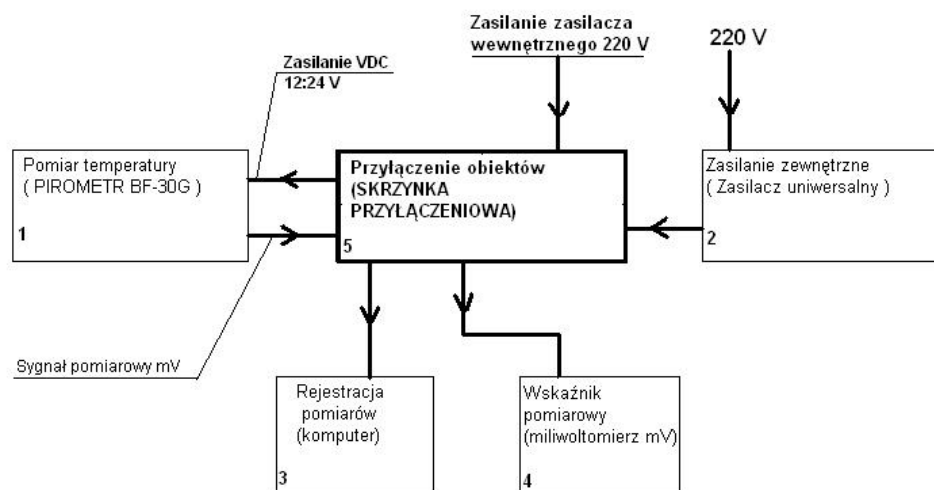 Zasilanie zasilacza
wewnętrznego 220 V
220 V
Zasilanie VDC
12:24 V
Pomiar temperatury
( PIROMETR BF-30G )
1
Przyłączenie obiektów
(SKRZYNKA
PRZYŁĄCZENIOWA)
5
Zasilanie zewnętrzne
( Zasilacz uniwersalny )
2
Sygnał pomiarowy mV
Rejestracja
pomiarów
(komputer)
3
Wskaźnik
pomiarowy
(miliwoltomierz mV)
4